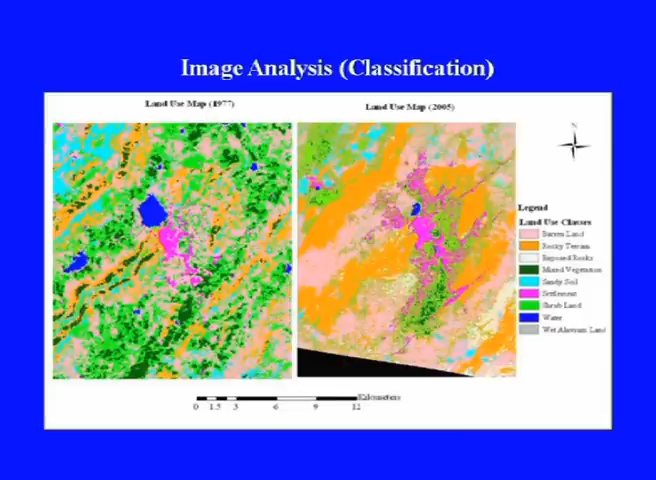 Image Analysis (Classification)
Land Use Map (1977)
Land Use Map (2005)
N
Legend
Land Use Classes
Barren Land
Rocky Terrain
Exposed Rocks
Mixed Vegetation
Sandy Soil
Settlement
Shrub Land
Water
Wet Land
Kilometers
0 1.5 3 6 9 12